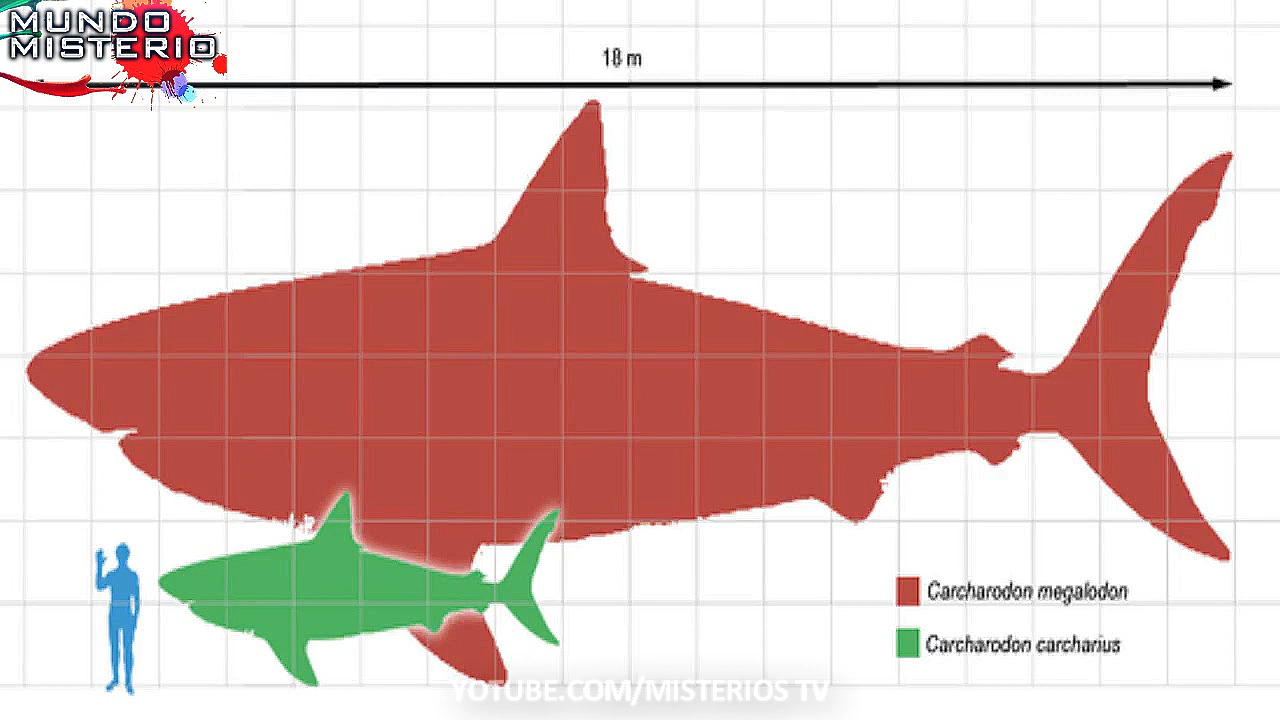 MUNDO
MISTERIO
18 m
Carcharodon megalodon
Carcharodon carcharius
YOTUBE.COM/MISTERIOS TV